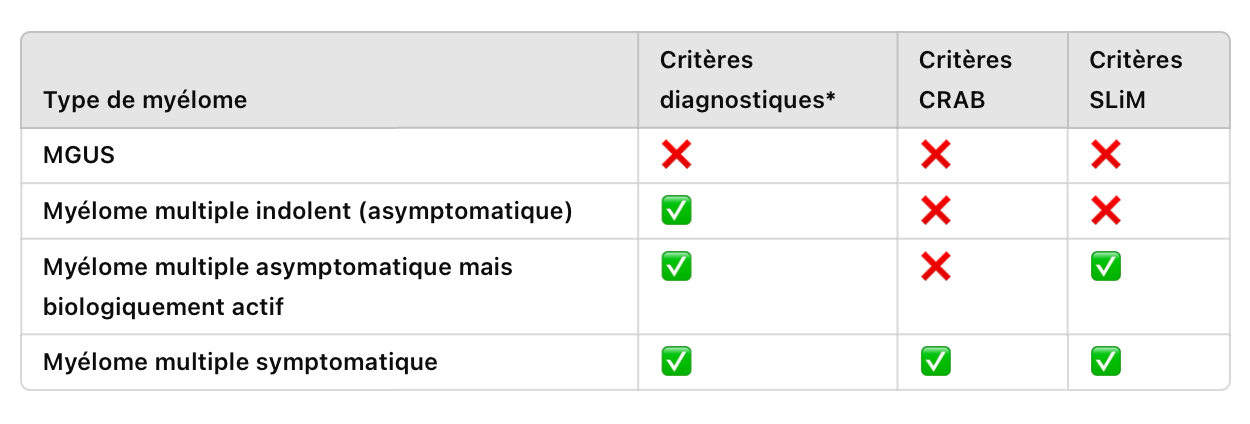 Type de myélome
Critères
diagnostiques*
Critères
CRAB
Critères
SLiM
MGUS ❌ ❌ ❌
Myélome multiple indolent (asymptomatique) ✅ ❌ ❌
Myélome multiple asymptomatique mais
biologiquement actif
✅ ❌ ✅
Myélome multiple symptomatique ✅ ✅ ✅